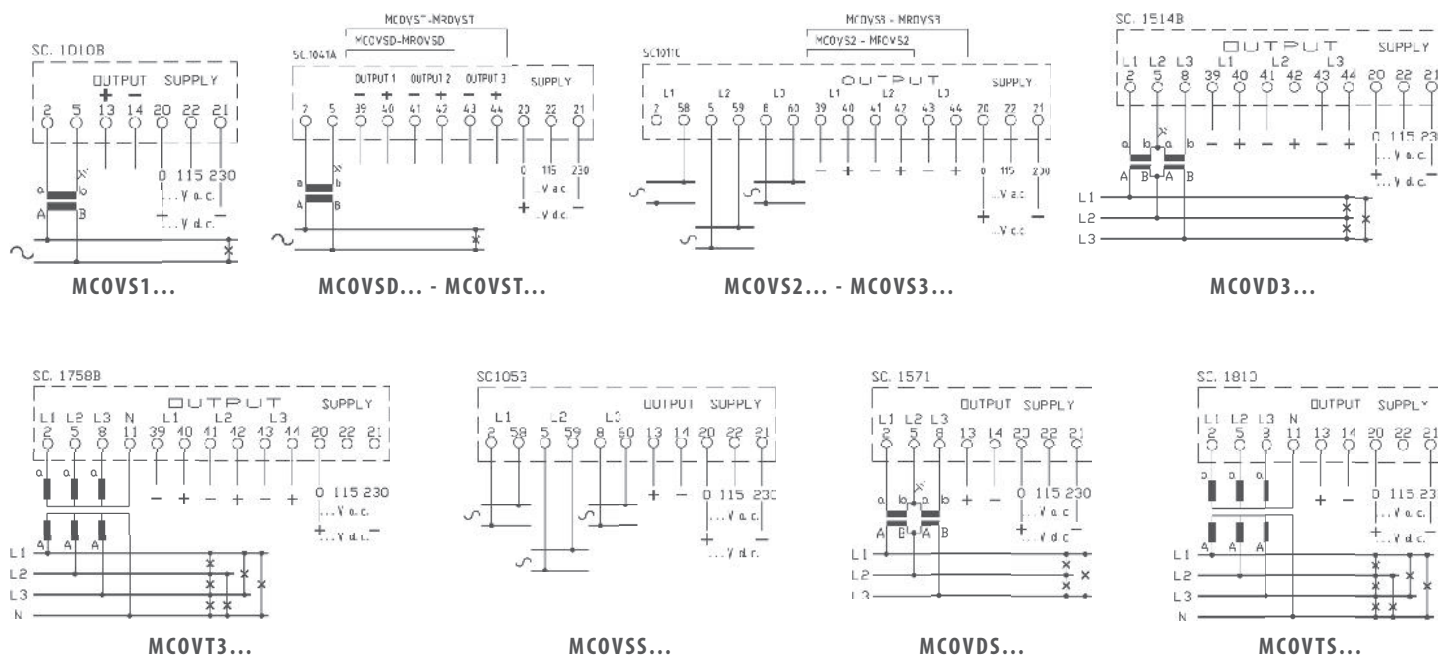 SC. 1010B
OUTPUT SUPPLY
+ −
2 5 13 14 20 22 21
a b
A B
0 115 230
...V a.c.
+ −
...V d.c.
MCOVS1...
MCOVST-MROVST
MCOVSD-MROVSD
SC.1041A
OUTPUT 1 OUTPUT 2 OUTPUT 3 SUPPLY
− + − + − +
2 5 39 40 41 42 43 44 20 22 21
a b
A B
0 115 230
...V a.c.
+ −
...V d.c.
MCOVSD... - MCOVST...
MCOVS3 - MROVS3
MCOVS2 - MROVS2
SC1011C
OUTPUT
L1 L2 L3 L1 L2 L3 SUPPLY
2 58 5 59 8 60 39 40 41 42 43 44 20 22 21
− + − + − +
0 115 230
...V a.c.
+ −
MCOVS2... - MCOVS3...
SC. 1514B
OUTPUT SUPPLY
L1 L2 L3 L1 L2 L3
2 5 8 39 40 41 42 43 44 20 22 21
a b a b
A B A B
− + − + − +
0 115 230
...V a.c.
+ −
...V d.c.
L1
L2
L3
MCOVD3...
SC. 1758B
OUTPUT SUPPLY
L1 L2 L3 N L1 L2 L3
2 5 8 11 39 40 41 42 43 44 20 22 21
a a a
A A A
− + − + − +
0 115 230
...V a.c.
+ −
...V d.c.
L1
L2
L3
N
MCOVT3...
SC1053
OUTPUT SUPPLY
L1 L2 L3
2 58 5 59 8 60 13 14 20 22 21
+ −
0 115 230
...V a.c.
+ −
...V d.c.
MCOVSS...
SC. 1571
OUTPUT SUPPLY
L1 L2 L3
2 5 8 13 14 20 22 21
a b a b
A B A B
+ −
0 115 230
...V a.c.
+ −
...V d.c.
L1
L2
L3
MCOVDS...
SC. 1810
OUTPUT SUPPLY
L1 L2 L3 N
2 5 8 11 13 14 20 22 21
a a a
A A A
+ −
0 115 23
...V a.c.
+ −
...V d.c.
L1
L2
L3
N
MCOVTS...